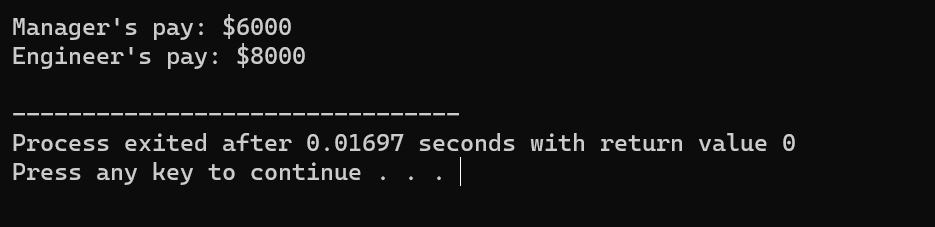 Manager's pay: $6000
Engineer's pay: $8000
--------------------------------
Process exited after 0.01697 seconds with return value 0
Press any key to continue . . .